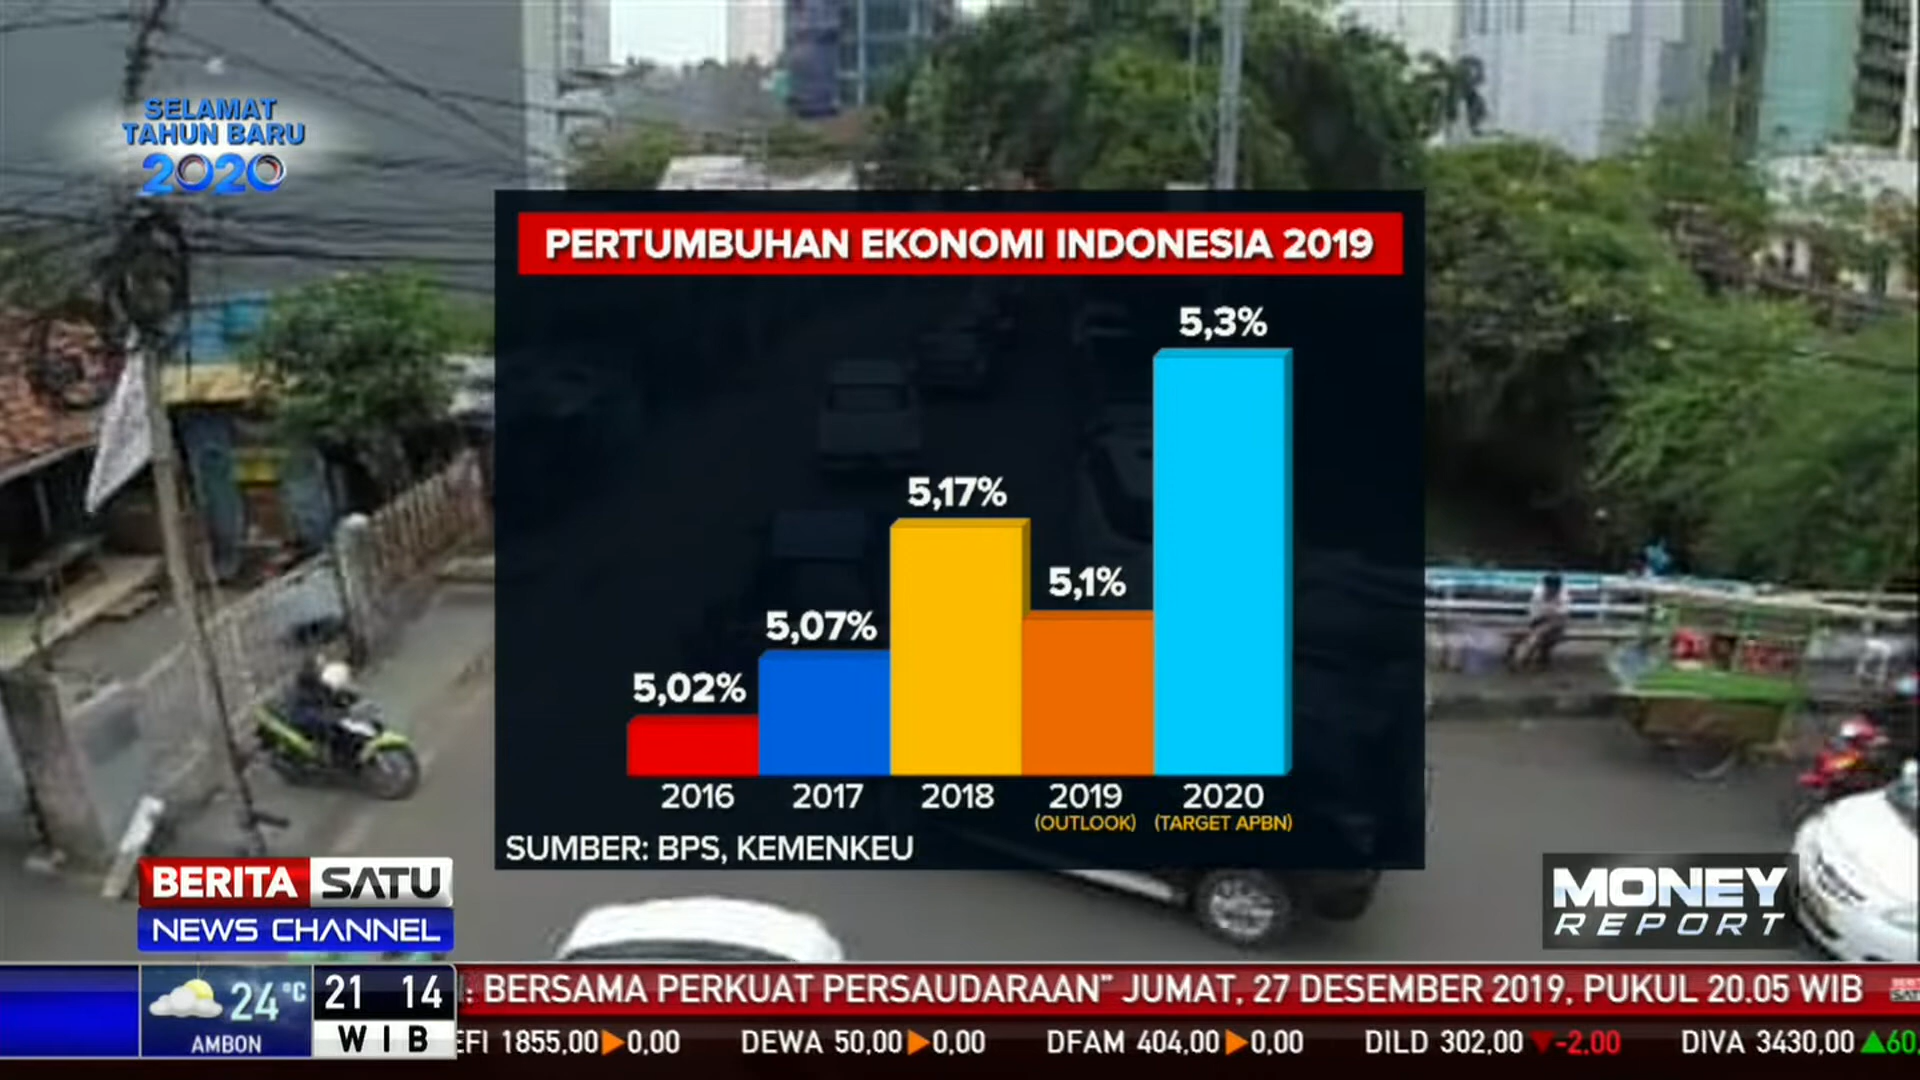 SELAMAT
TAHUN BARU
2020
PERTUMBUHAN EKONOMI INDONESIA 2019
5,3%
5,17%
5,1%
5,07%
5,02%
2016 2017 2018 2019 2020
(OUTLOOK) (TARGET APBN)
SUMBER: BPS, KEMENKEU
BERITA SATU
NEWS CHANNEL
MONEY
REPORT
24°C
AMBON
21 14
WIB
: BERSAMA PERKUAT PERSAUDARAAN" JUMAT, 27 DESEMBER 2019, PUKUL 20.05 WIB
EFI 1855,00 0,00 DEWA 50,00 0,00 DFAM 404,00 0,00 DILD 302,00 -2.00 DIVA 3430,00 60,